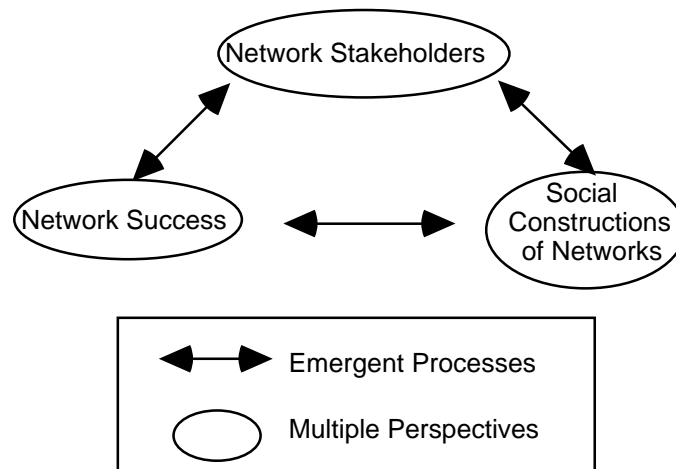 Network Stakeholders
Network Success
Social
Constructions
of Networks
Emergent Processes
Multiple Perspectives